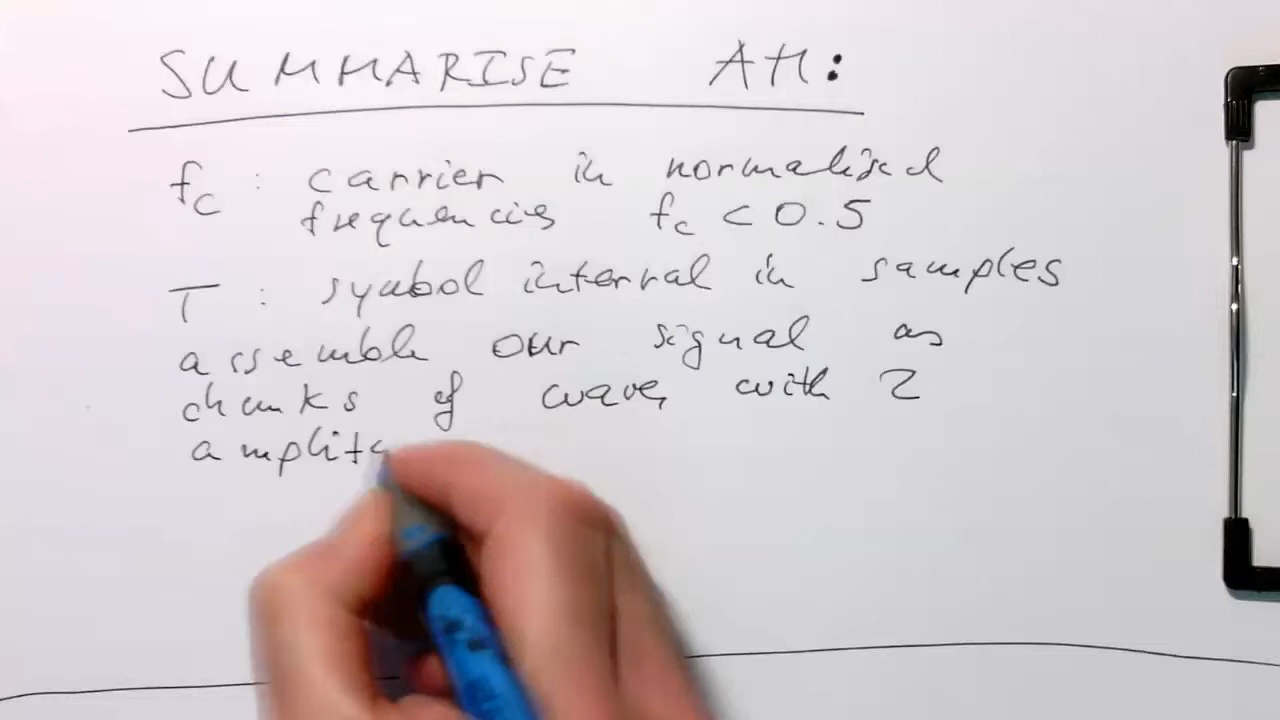 SUMMARISE AM:
fc : carrier in normalised
frequencies fc < 0.5
T : symbol interval in samples
assemble our signal as
chunks of wave, with 2
amplitu